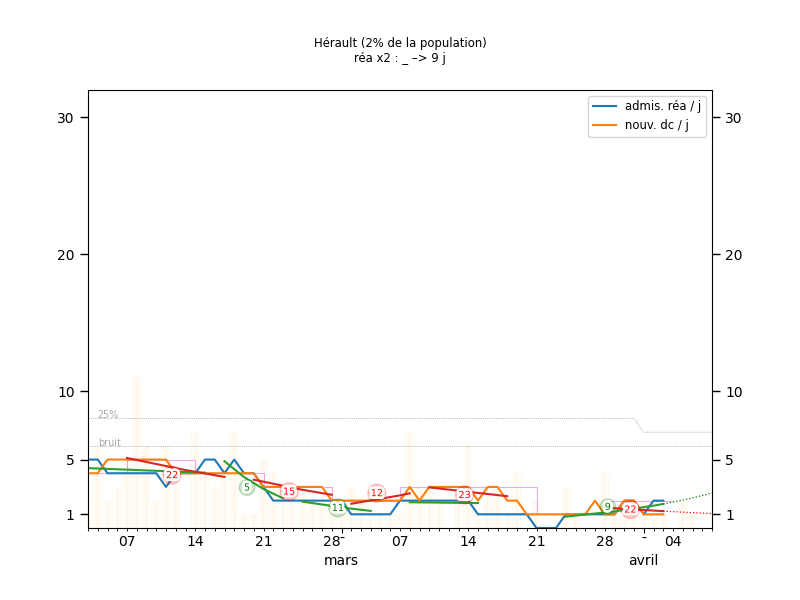 Hérault (2% de la population)
réa x2 : _ –> 9 j
admis. réa / j
nouv. dc / j
30 30
20 20
10 10
25%
bruit
5 5
22
5
15
11
12
23
9
22
1 1
07 14 21 28 - 07 14 21 28 - 04
mars avril